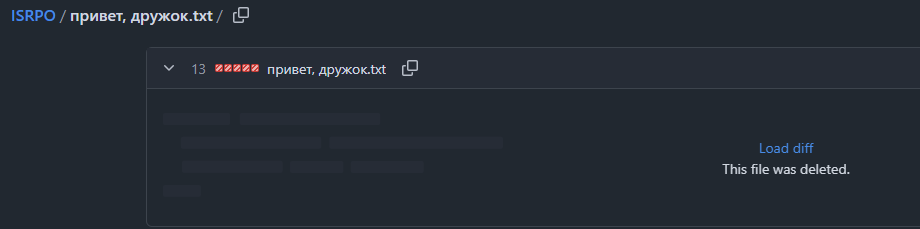 ISRPO / привет, дружок.txt /
13 привет, дружок.txt
Load diff
This file was deleted.